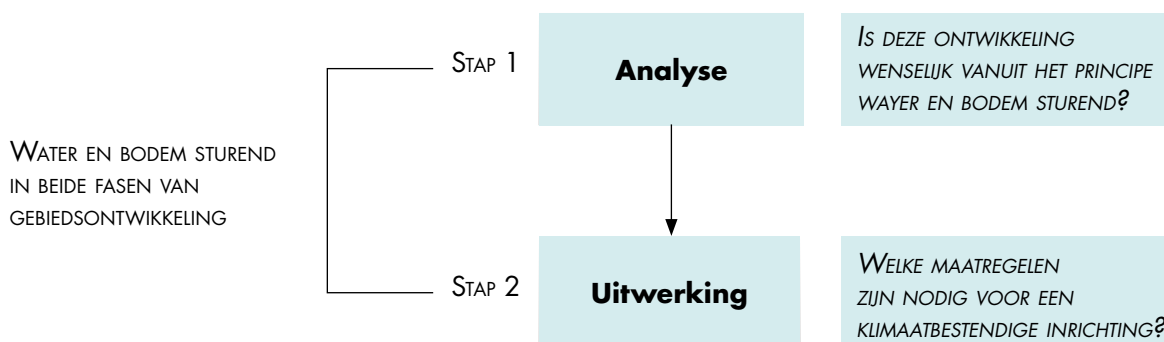 Stap 1
Analyse
Is deze ontwikkeling
wenselijk vanuit het principe
wayer en bodem sturend?
Water en bodem sturend
in beide fasen van
gebiedsontwikkeling
Stap 2
Uitwerking
Welke maatregelen
zijn nodig voor een
klimaatbestendige inrichting?